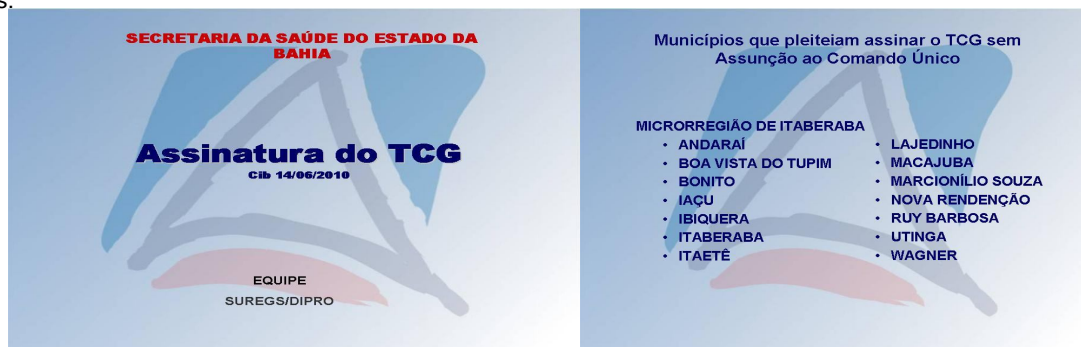 s.
SECRETARIA DA SAÚDE DO ESTADO DA
BAHIA
Assinatura do TCG
Cib 14/06/2010
EQUIPE
SUREGS/DIPRO
Municípios que pleiteiam assinar o TCG sem
Assunção ao Comando Único
MICRORREGIÃO DE ITABERABA
• ANDARAÍ
• BOA VISTA DO TUPIM
• BONITO
• IAÇU
• IBIQUERA
• ITABERABA
• ITAETÊ
• LAJEDINHO
• MACAJUBA
• MARCIONÍLIO SOUZA
• NOVA RENDENÇÃO
• RUY BARBOSA
• UTINGA
• WAGNER